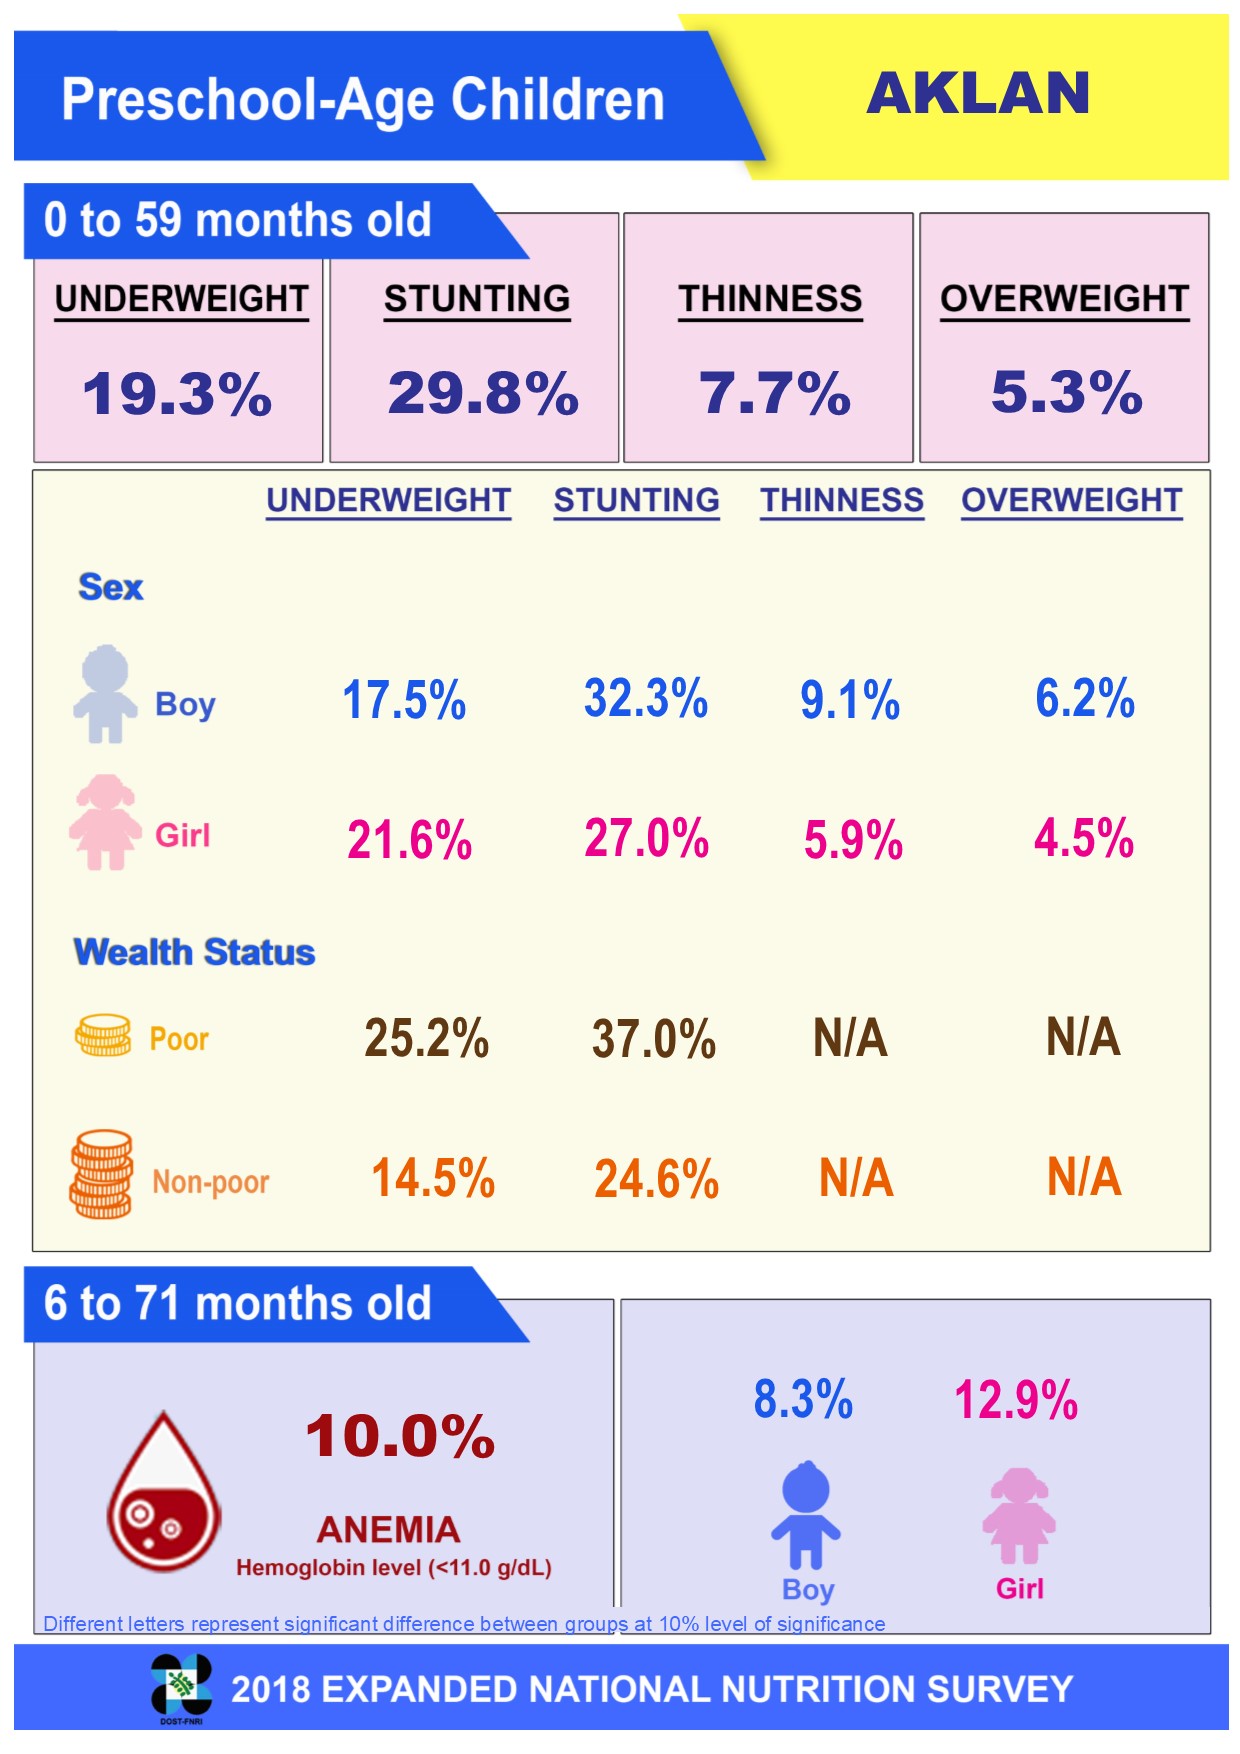 Preschool-Age Children
AKLAN
0 to 59 months old
UNDERWEIGHT STUNTING THINNESS OVERWEIGHT
19.3% 29.8% 7.7% 5.3%
UNDERWEIGHT STUNTING THINNESS OVERWEIGHT
Sex
Boy 17.5% 32.3% 9.1% 6.2%
Girl 21.6% 27.0% 5.9% 4.5%
Wealth Status
Poor 25.2% 37.0% N/A N/A
Non-poor 14.5% 24.6% N/A N/A
6 to 71 months old
10.0%
ANEMIA
Hemoglobin level (<11.0 g/dL)
8.3% 12.9%
Boy Girl
Different letters represent significant difference between groups at 10% level of significance
DOST-FNRI
2018 EXPANDED NATIONAL NUTRITION SURVEY